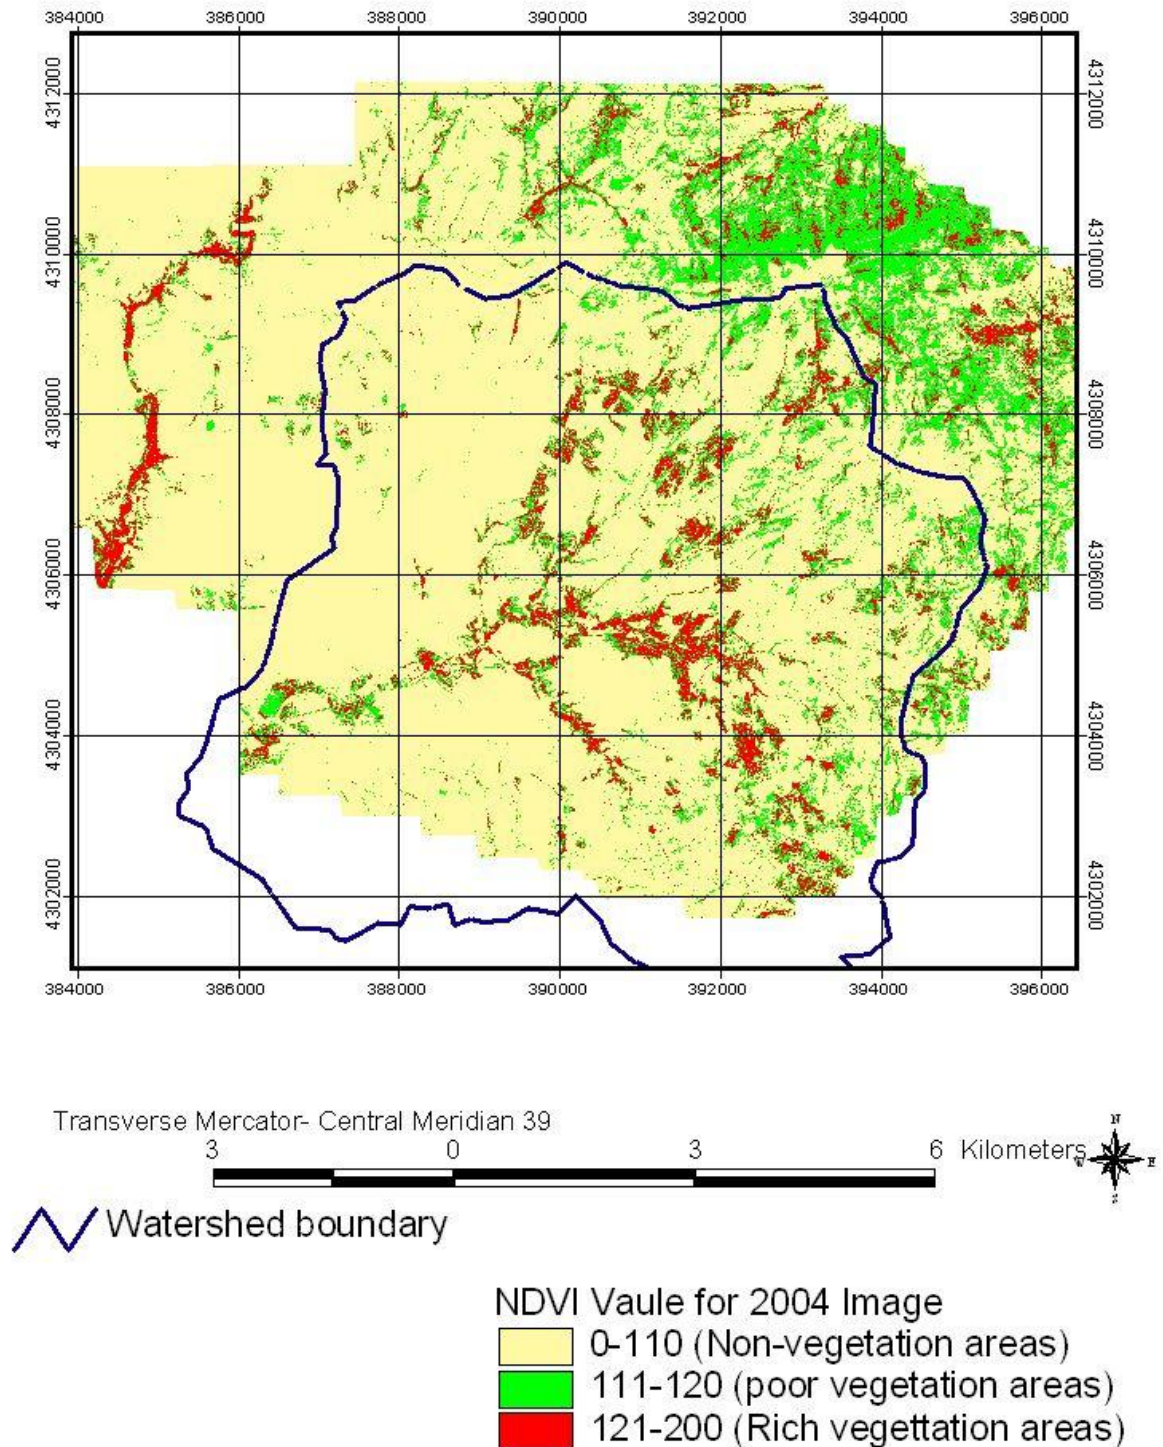 384000 386000 388000 390000 392000 394000 396000
4312000 4312000
4310000 4310000
4308000 4308000
4306000 4306000
4304000 4304000
4302000 4302000
384000 386000 388000 390000 392000 394000 396000
Transverse Mercator- Central Meridian 39
3 0 3 6 Kilometers
N
W E
Watershed boundary
NDVI Vaule for 2004 Image
0-110 (Non-vegetation areas)
111-120 (poor vegetation areas)
121-200 (Rich vegettation areas)